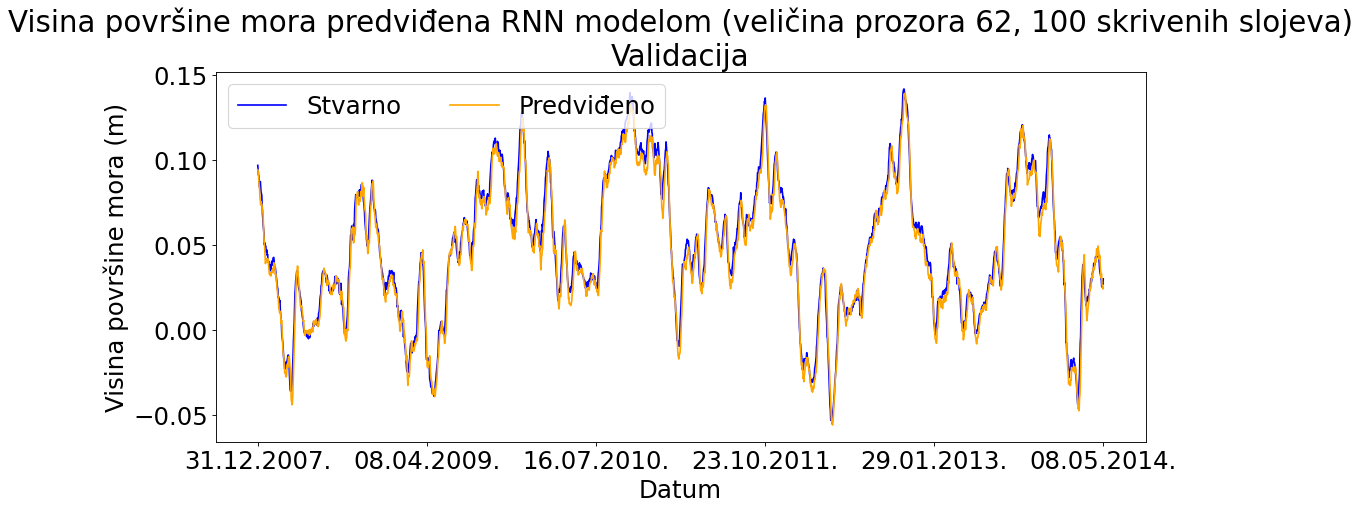 Visina površine mora predviđena RNN modelom (veličina prozora 62, 100 skrivenih slojeva)
Validacija
Stvarno Predviđeno
Visina površine mora (m)
0.15
0.10
0.05
0.00
−0.05
31.12.2007. 08.04.2009. 16.07.2010. 23.10.2011. 29.01.2013. 08.05.2014.
Datum